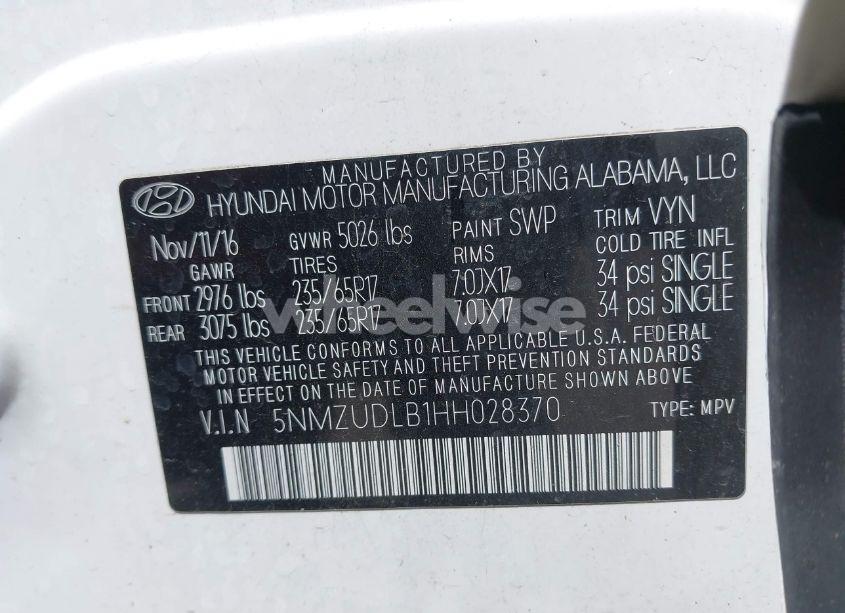 MANUFACTURED BY
HYUNDAI MOTOR MANUFACTURING ALABAMA, LLC
Nov/11/16 GVWR 5026 lbs PAINT SWP TRIM VYN
GAWR TIRES RIMS COLD TIRE INFL
FRONT 2976 lbs 235/65R17 7.0JX17 34 psi SINGLE
REAR 3075 lbs 235/65R17 7.0JX17 34 psi SINGLE
wheelwise
THIS VEHICLE CONFORMS TO ALL APPLICABLE U.S.A. FEDERAL
MOTOR VEHICLE SAFETY AND THEFT PREVENTION STANDARDS
IN EFFECT ON THE DATE OF MANUFACTURING SHOWN ABOVE
V.I.N 5NMZUDLB1HH028370 TYPE: MPV